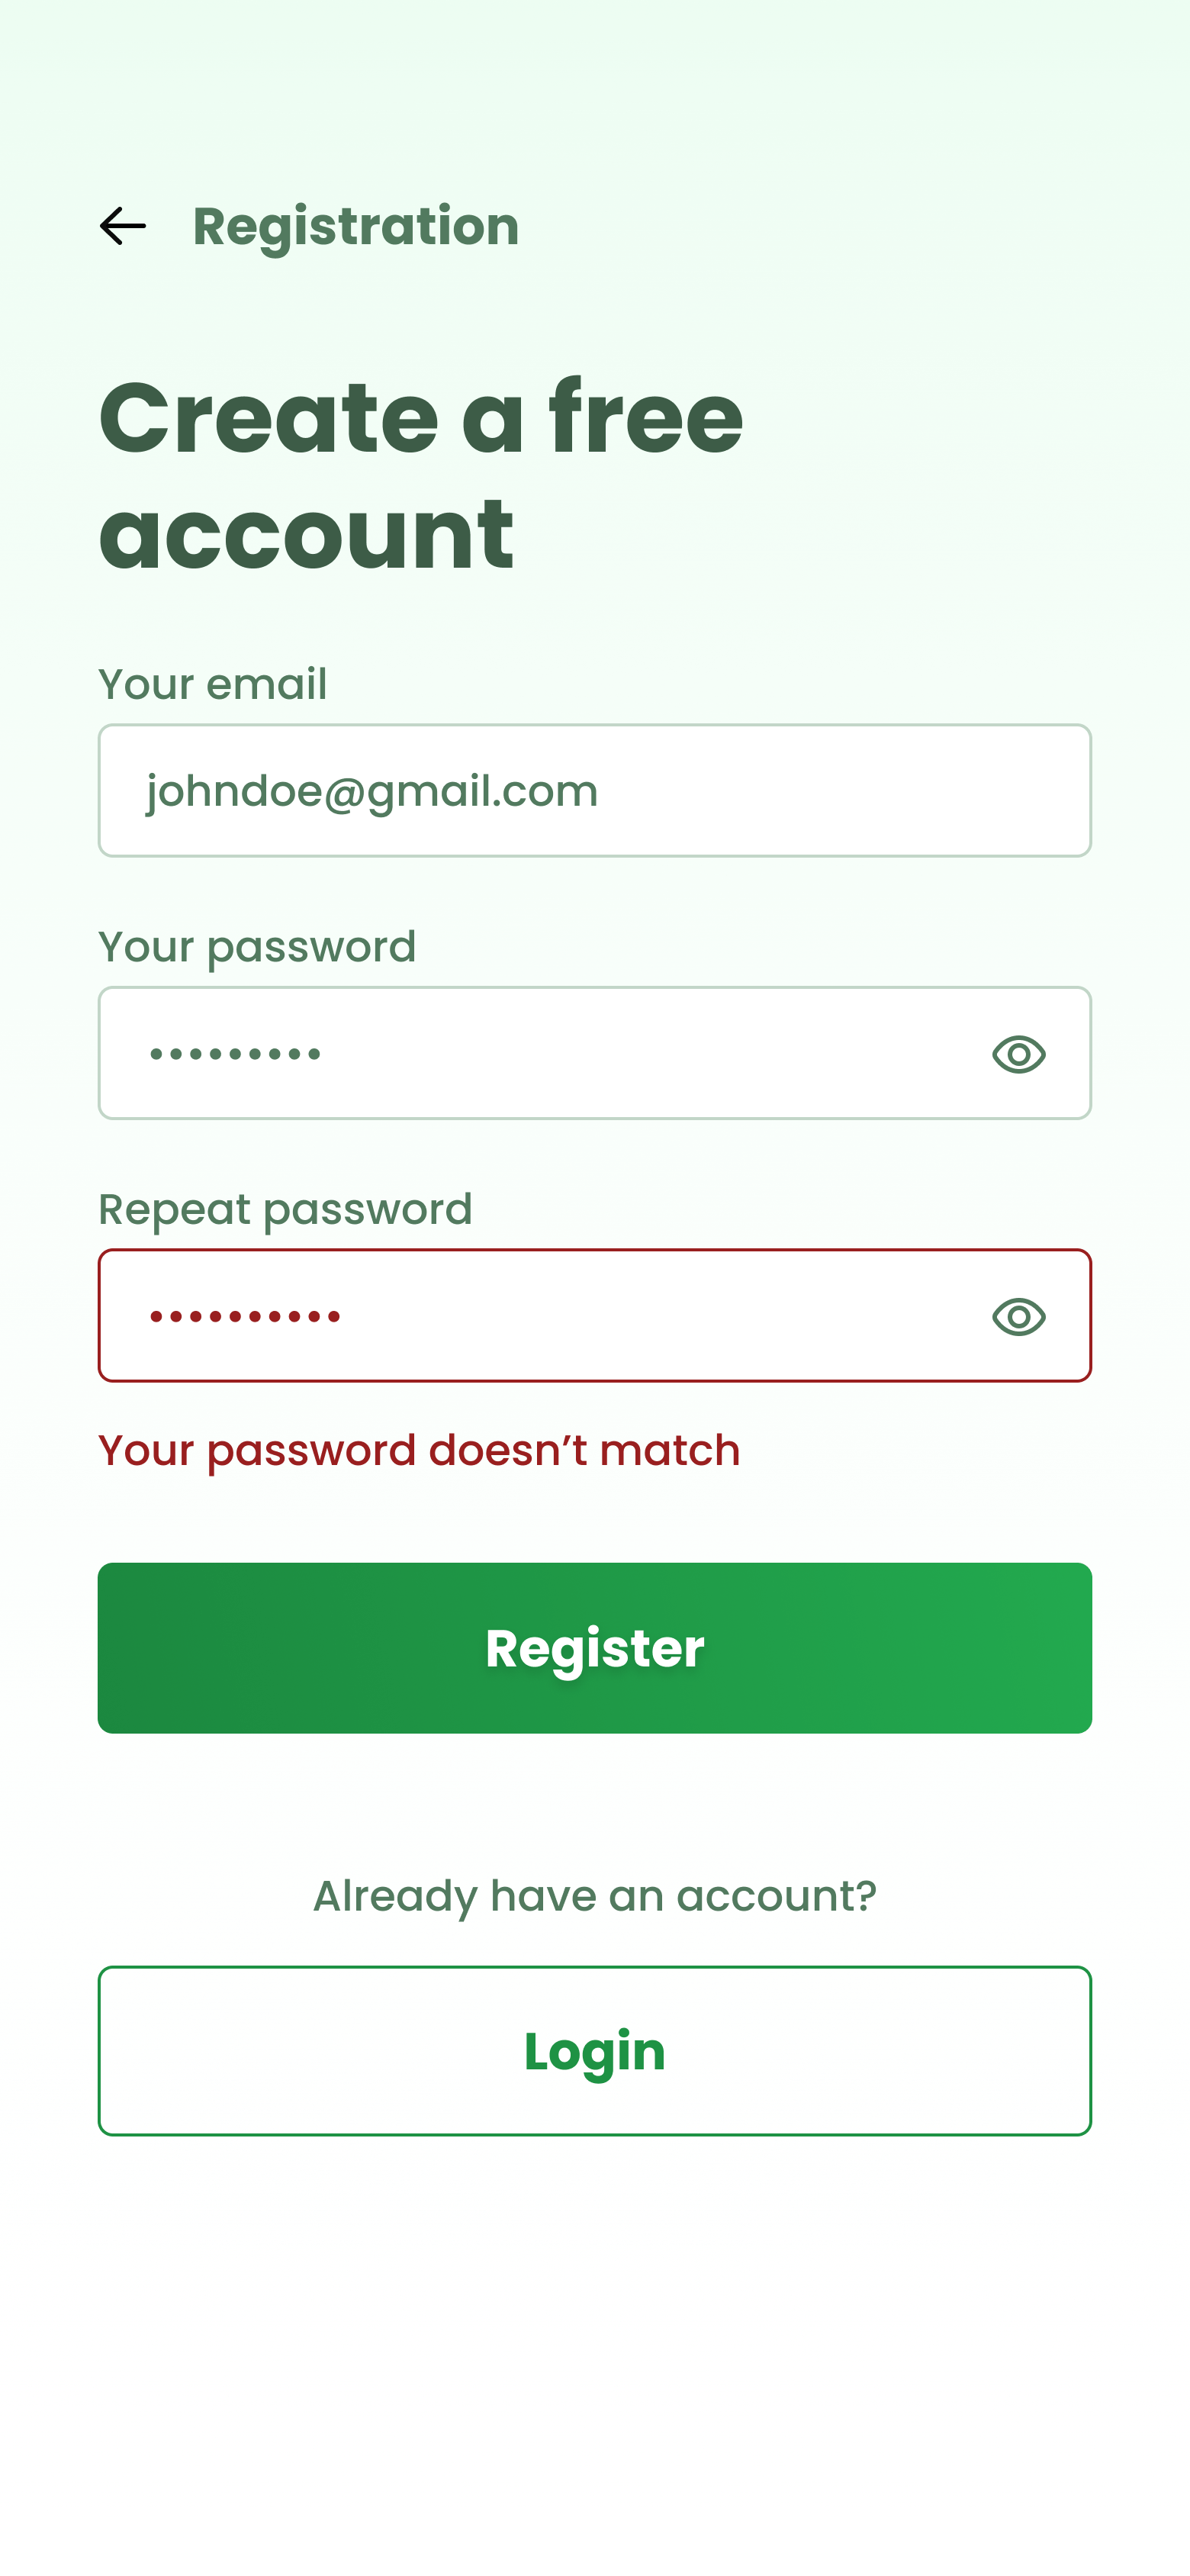 Registration
Create a free
account
Your email
johndoe@gmail.com
Your password
•••••••••
Repeat password
••••••••••
Your password doesn’t match
Register
Already have an account?
Login